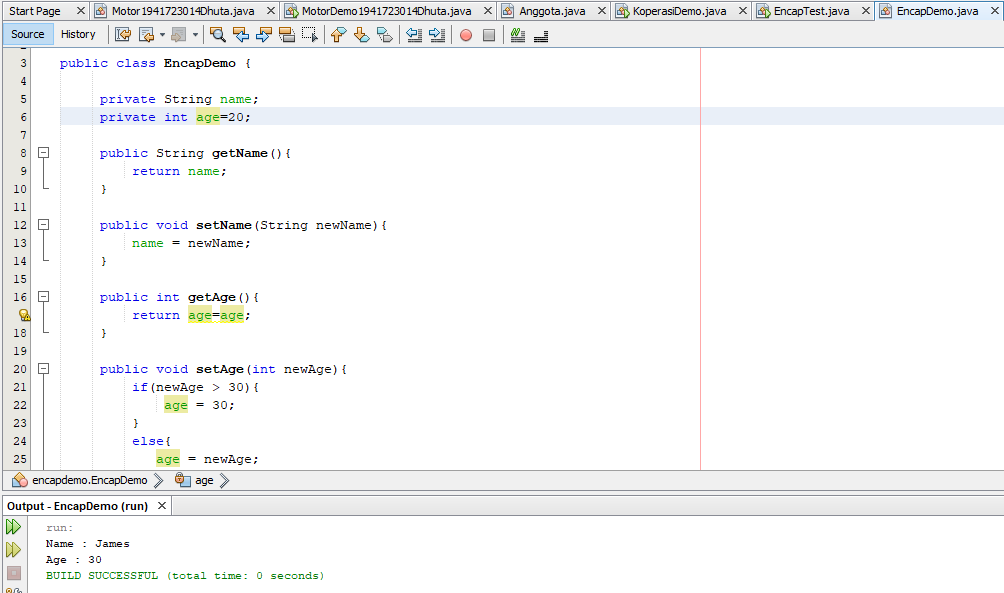 Start Page Motor1941723014Dhuta.java MotorDemo1941723014Dhuta.java Anggota.java KoperasiDemo.java EncapTest.java EncapDemo.java
Source History
3 public class EncapDemo {
4
5 private String name;
6 private int age=20;
7
8 public String getName(){
9 return name;
10 }
11
12 public void setName(String newName){
13 name = newName;
14 }
15
16 public int getAge(){
return age=age;
18 }
19
20 public void setAge(int newAge){
21 if(newAge > 30){
22 age = 30;
23 }
24 else{
25 age = newAge;
encapdemo.EncapDemo age
Output - EncapDemo (run)
run:
Name : James
Age : 30
BUILD SUCCESSFUL (total time: 0 seconds)